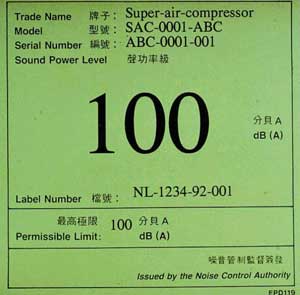 Trade Name 牌子: Super-air-compressor
Model 型號: SAC-0001-ABC
Serial Number 編號: ABC-0001-001
Sound Power Level 聲功率級
100 分貝 A
dB (A)
Label Number 檔號: NL-1234-92-001
最高極限 100 分貝 A
Permissible Limit: dB (A)
噪音管制監督簽發
Issued by the Noise Control Authority
EPD119